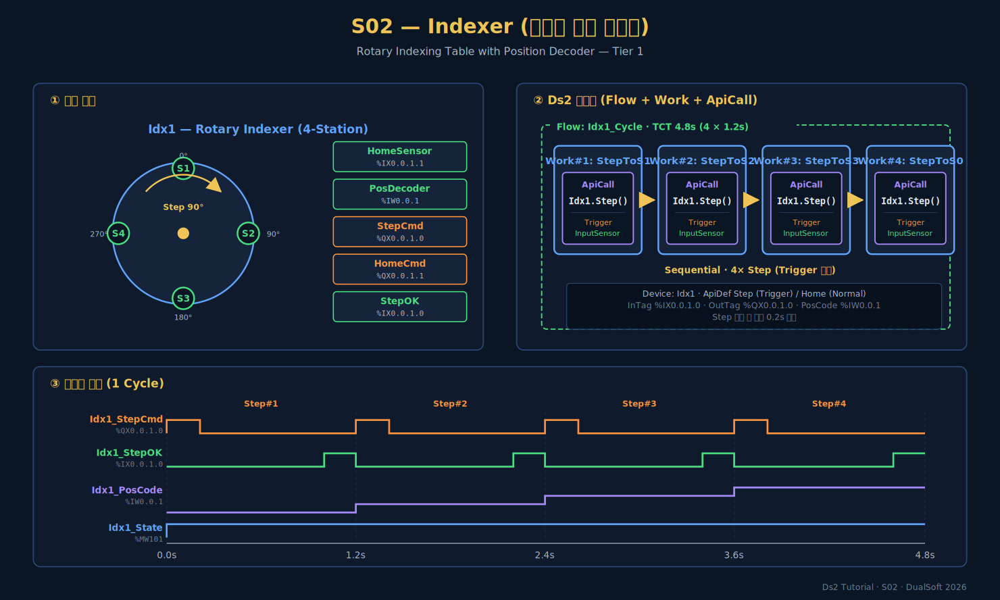 S02 — Indexer (
Rotary Indexing Table with Position Decoder — Tier 1
①
Idx1 — Rotary Indexer (4-Station)
0°
S1
Step 90°
270°
S4
S2
90°
S3
180°
HomeSensor
%IX0.0.1.1
PosDecoder
%IW0.0.1
StepCmd
%QX0.0.1.0
HomeCmd
%QX0.0.1.1
StepOK
%IX0.0.1.0
② Ds2 (Flow + Work + ApiCall)
Flow: Idx1_Cycle · TCT 4.8s (4 × 1.2s)
Work#1: StepToS1
ApiCall
Idx1.Step()
Trigger
InputSensor
Work#2: StepToS2
ApiCall
Idx1.Step()
Trigger
InputSensor
Work#3: StepToS3
ApiCall
Idx1.Step()
Trigger
InputSensor
Work#4: StepToS0
ApiCall
Idx1.Step()
Trigger
InputSensor
Sequential · 4× Step (Trigger )
Device: Idx1 · ApiDef Step (Trigger) / Home (Normal)
InTag %IX0.0.1.0 · OutTag %QX0.0.1.0 · PosCode %IW0.0.1
Step 0.2s
③ (1 Cycle)
Step#1 Step#2 Step#3 Step#4
Idx1_StepCmd
%QX0.0.1.0
Idx1_StepOK
%IX0.0.1.0
Idx1_PosCode
%IW0.0.1
Idx1_State
%MW101
0.0s 1.2s 2.4s 3.6s 4.8s
Ds2 Tutorial · S02 · DualSoft 2026